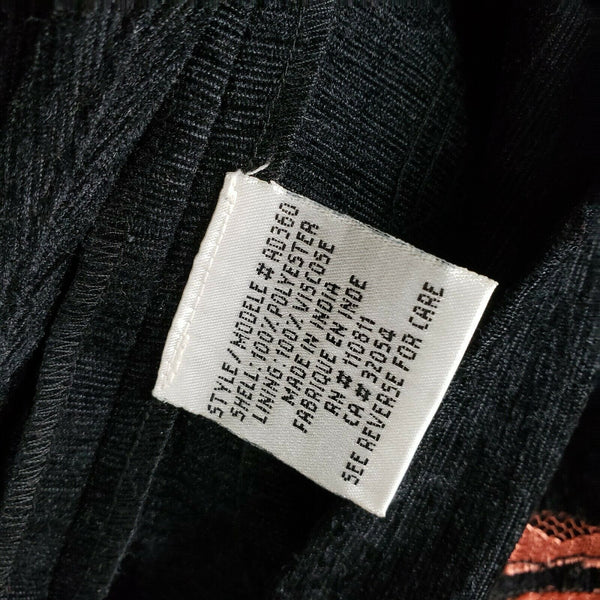 STYLE/MODELE # AD360
SHELL: 100% POLYESTER
LINING: 100% VISCOSE
MADE IN INDIA
FABRIQUE EN INDE
RN # 110811
CA # 32054
SEE REVERSE FOR CARE